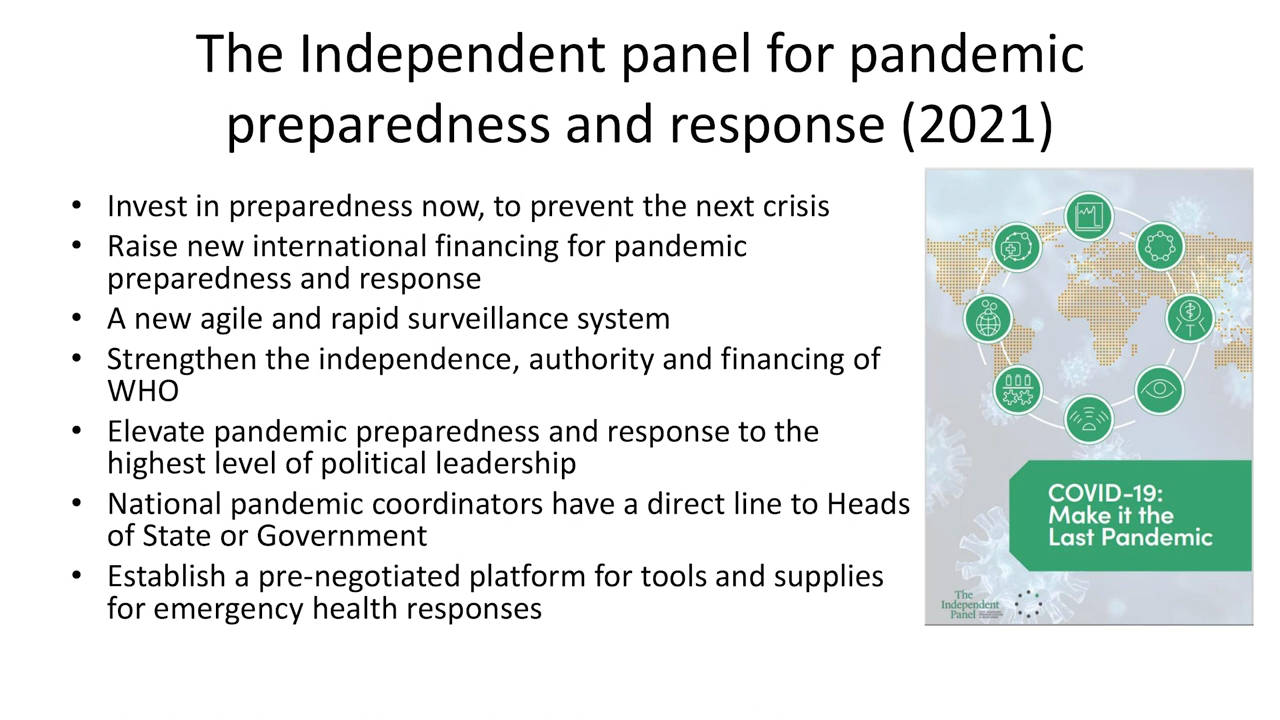 The Independent panel for pandemic
preparedness and response (2021)
• Invest in preparedness now, to prevent the next crisis
• Raise new international financing for pandemic
preparedness and response
• A new agile and rapid surveillance system
• Strengthen the independence, authority and financing of
WHO
• Elevate pandemic preparedness and response to the
highest level of political leadership
• National pandemic coordinators have a direct line to Heads
of State or Government
• Establish a pre-negotiated platform for tools and supplies
for emergency health responses
COVID-19:
Make it the
Last Pandemic
The
Independent
Panel